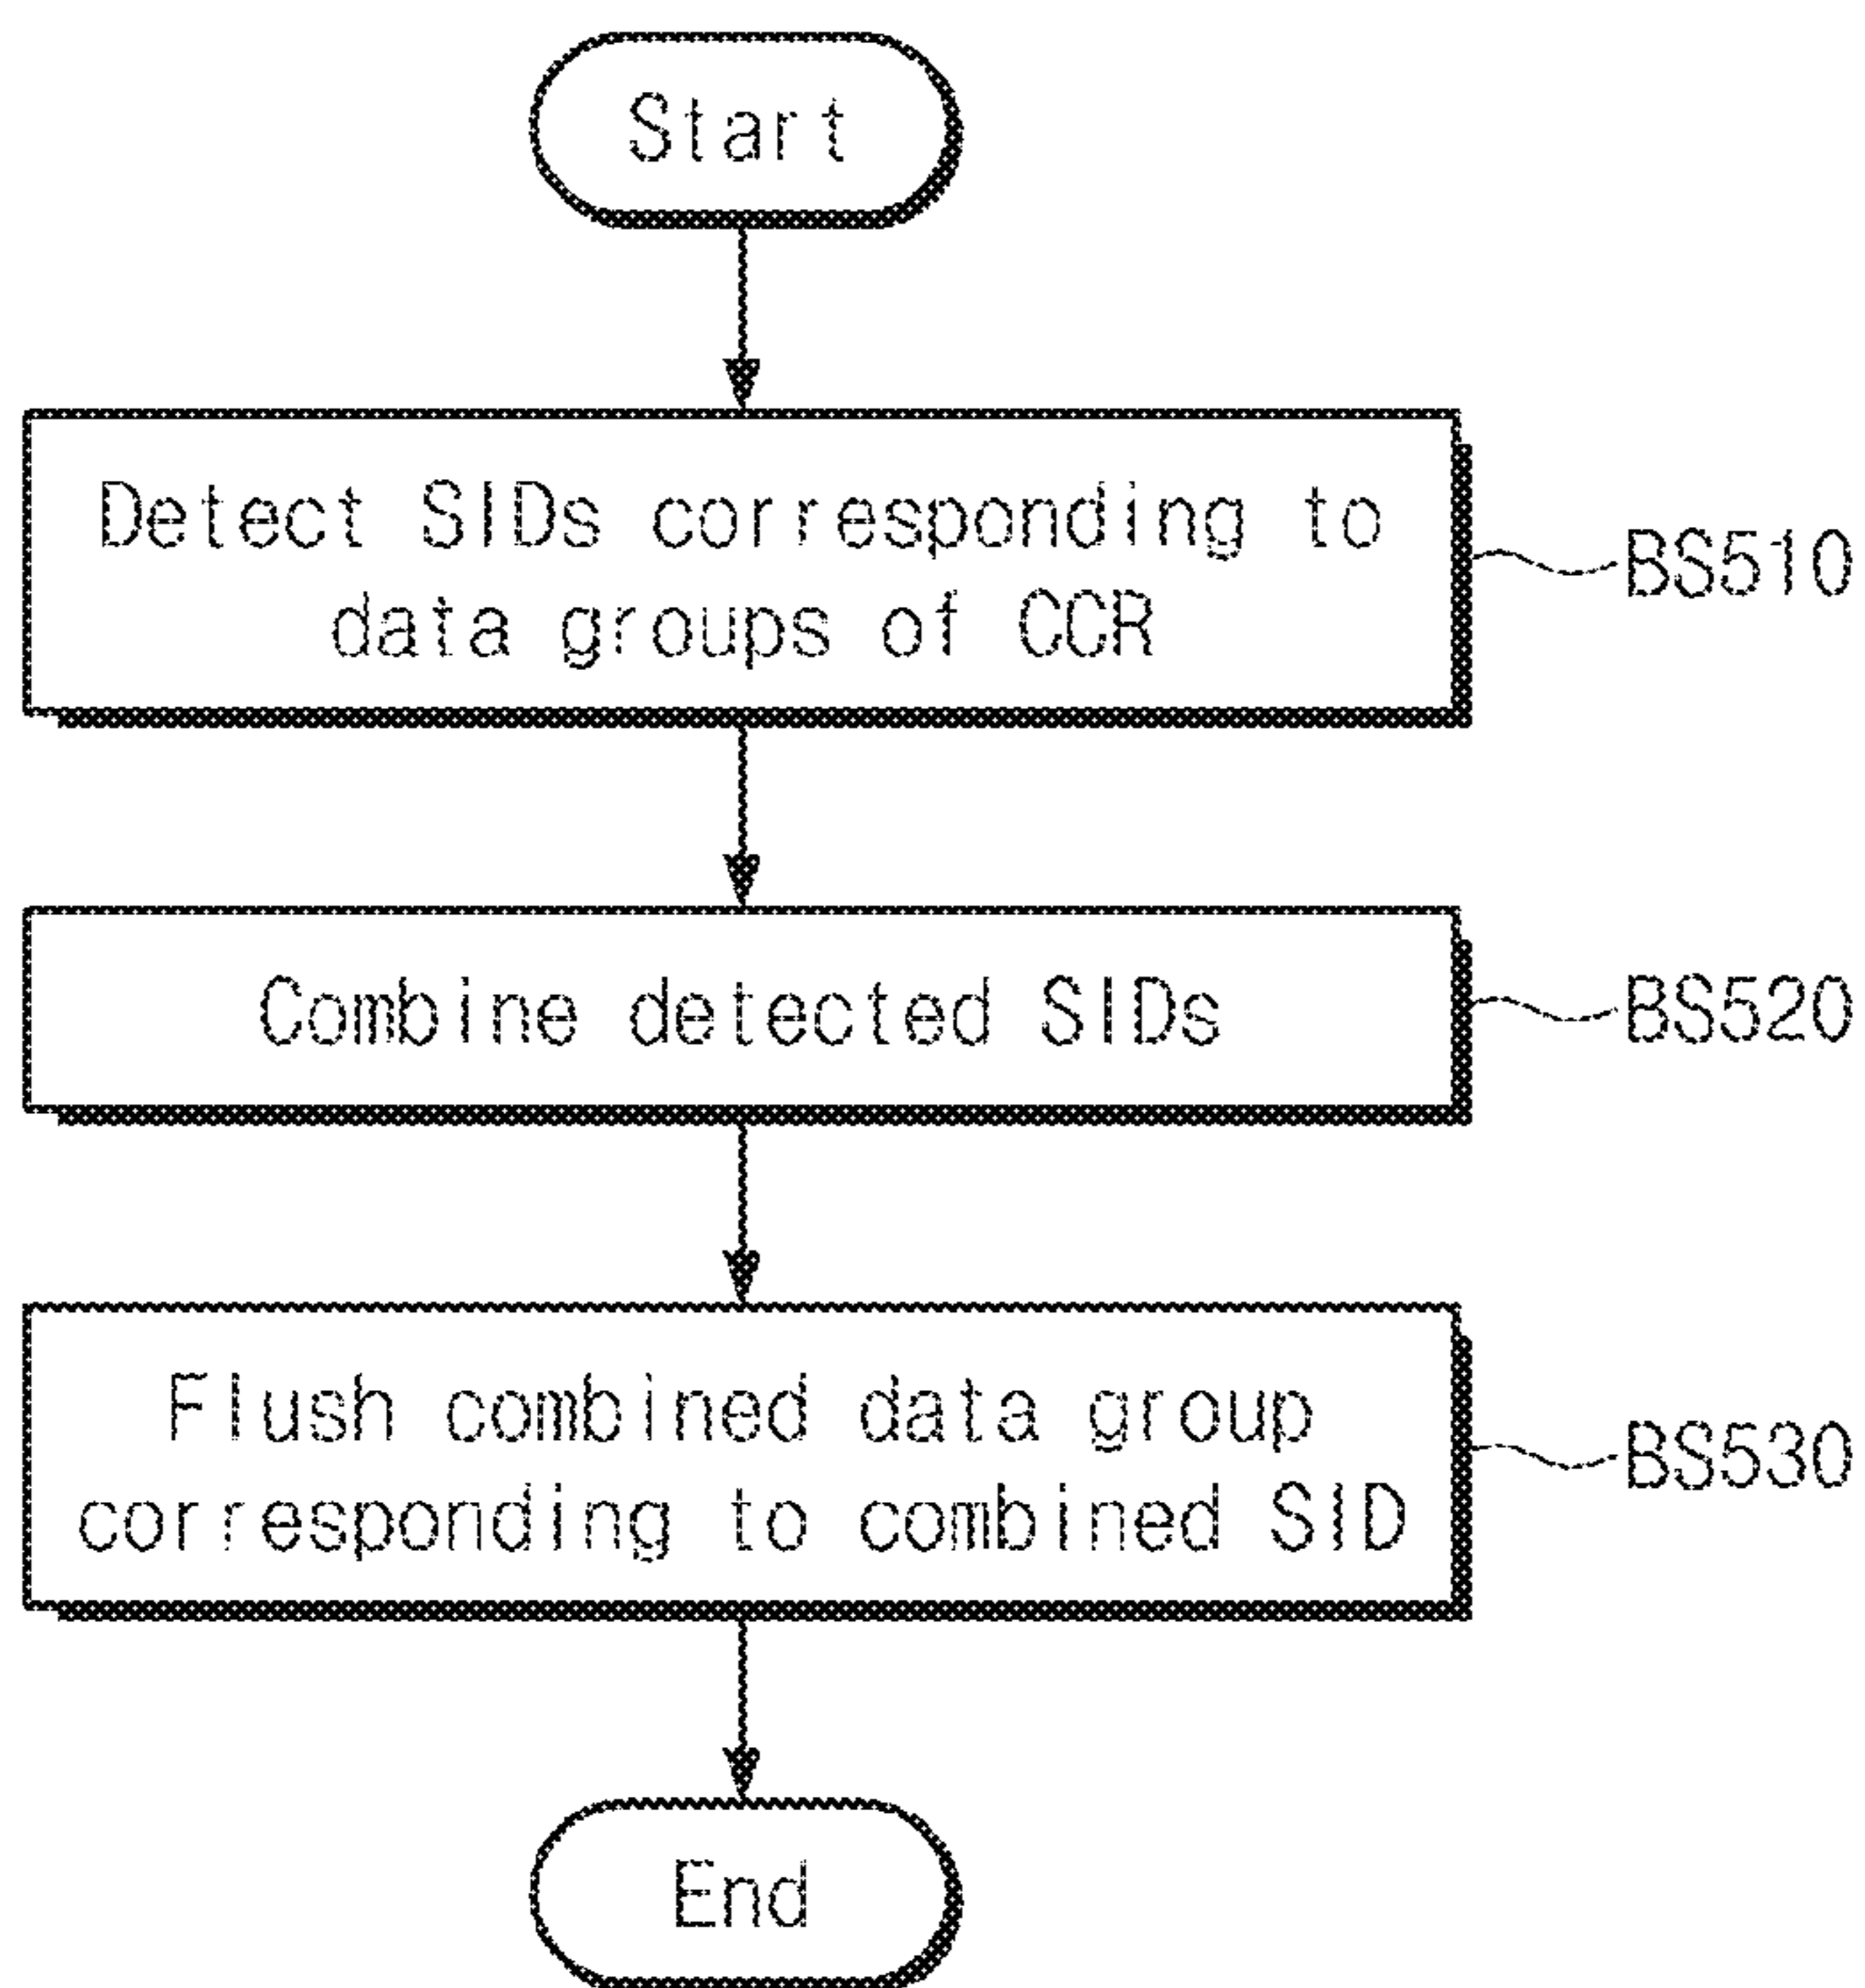 Start
Detect SIDs corresponding to
data groups of CCR
BS510
Combine detected SIDs
BS520
Flush combined data group
corresponding to combined SID
BS530
End